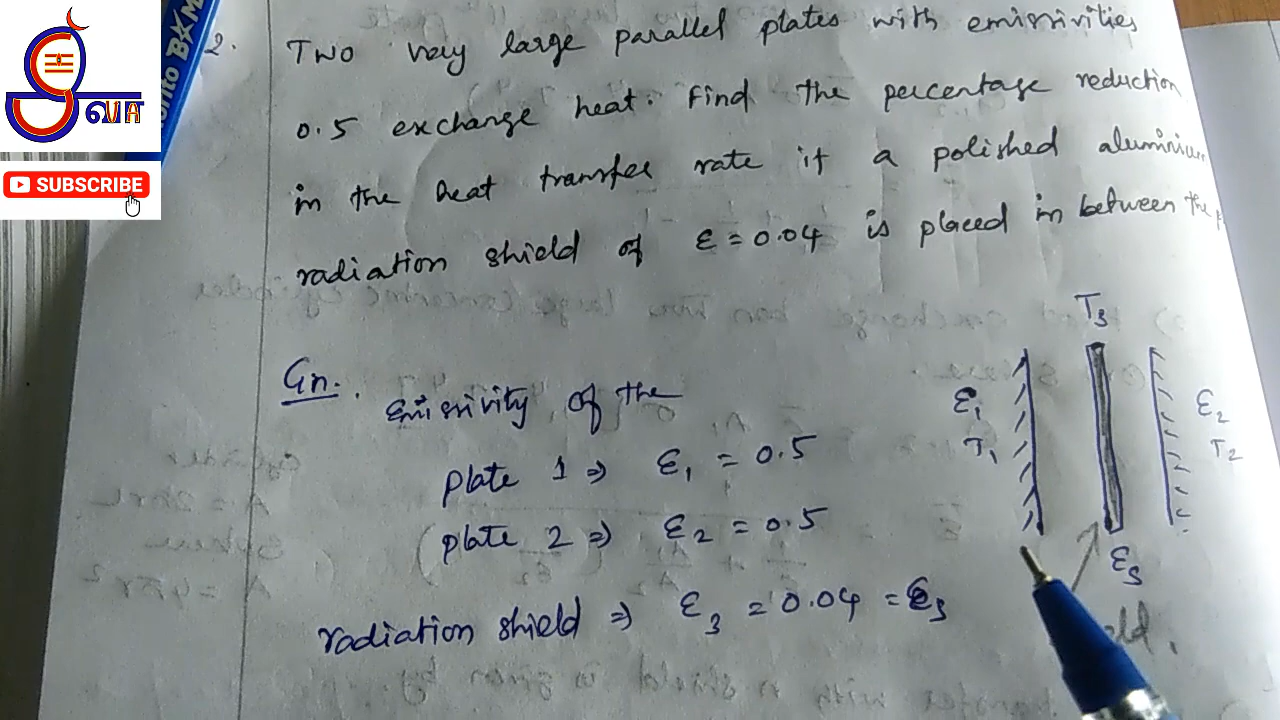 வா
SUBSCRIBE
BXM
2. Two very large parallel plates with emissivities
0.5 exchange heat. Find the percentage reduction
in the heat transfer rate if a polished
radiation shield of ε = 0.04 is placed in between the
Gn. Emissivity of the
plate 1 ⇒ ε1 = 0.5
plate 2 ⇒ ε2 = 0.5
radiation shield ⇒ ε3 = 0.04 = εs
T3
ε1
T1
ε2
T2
εs